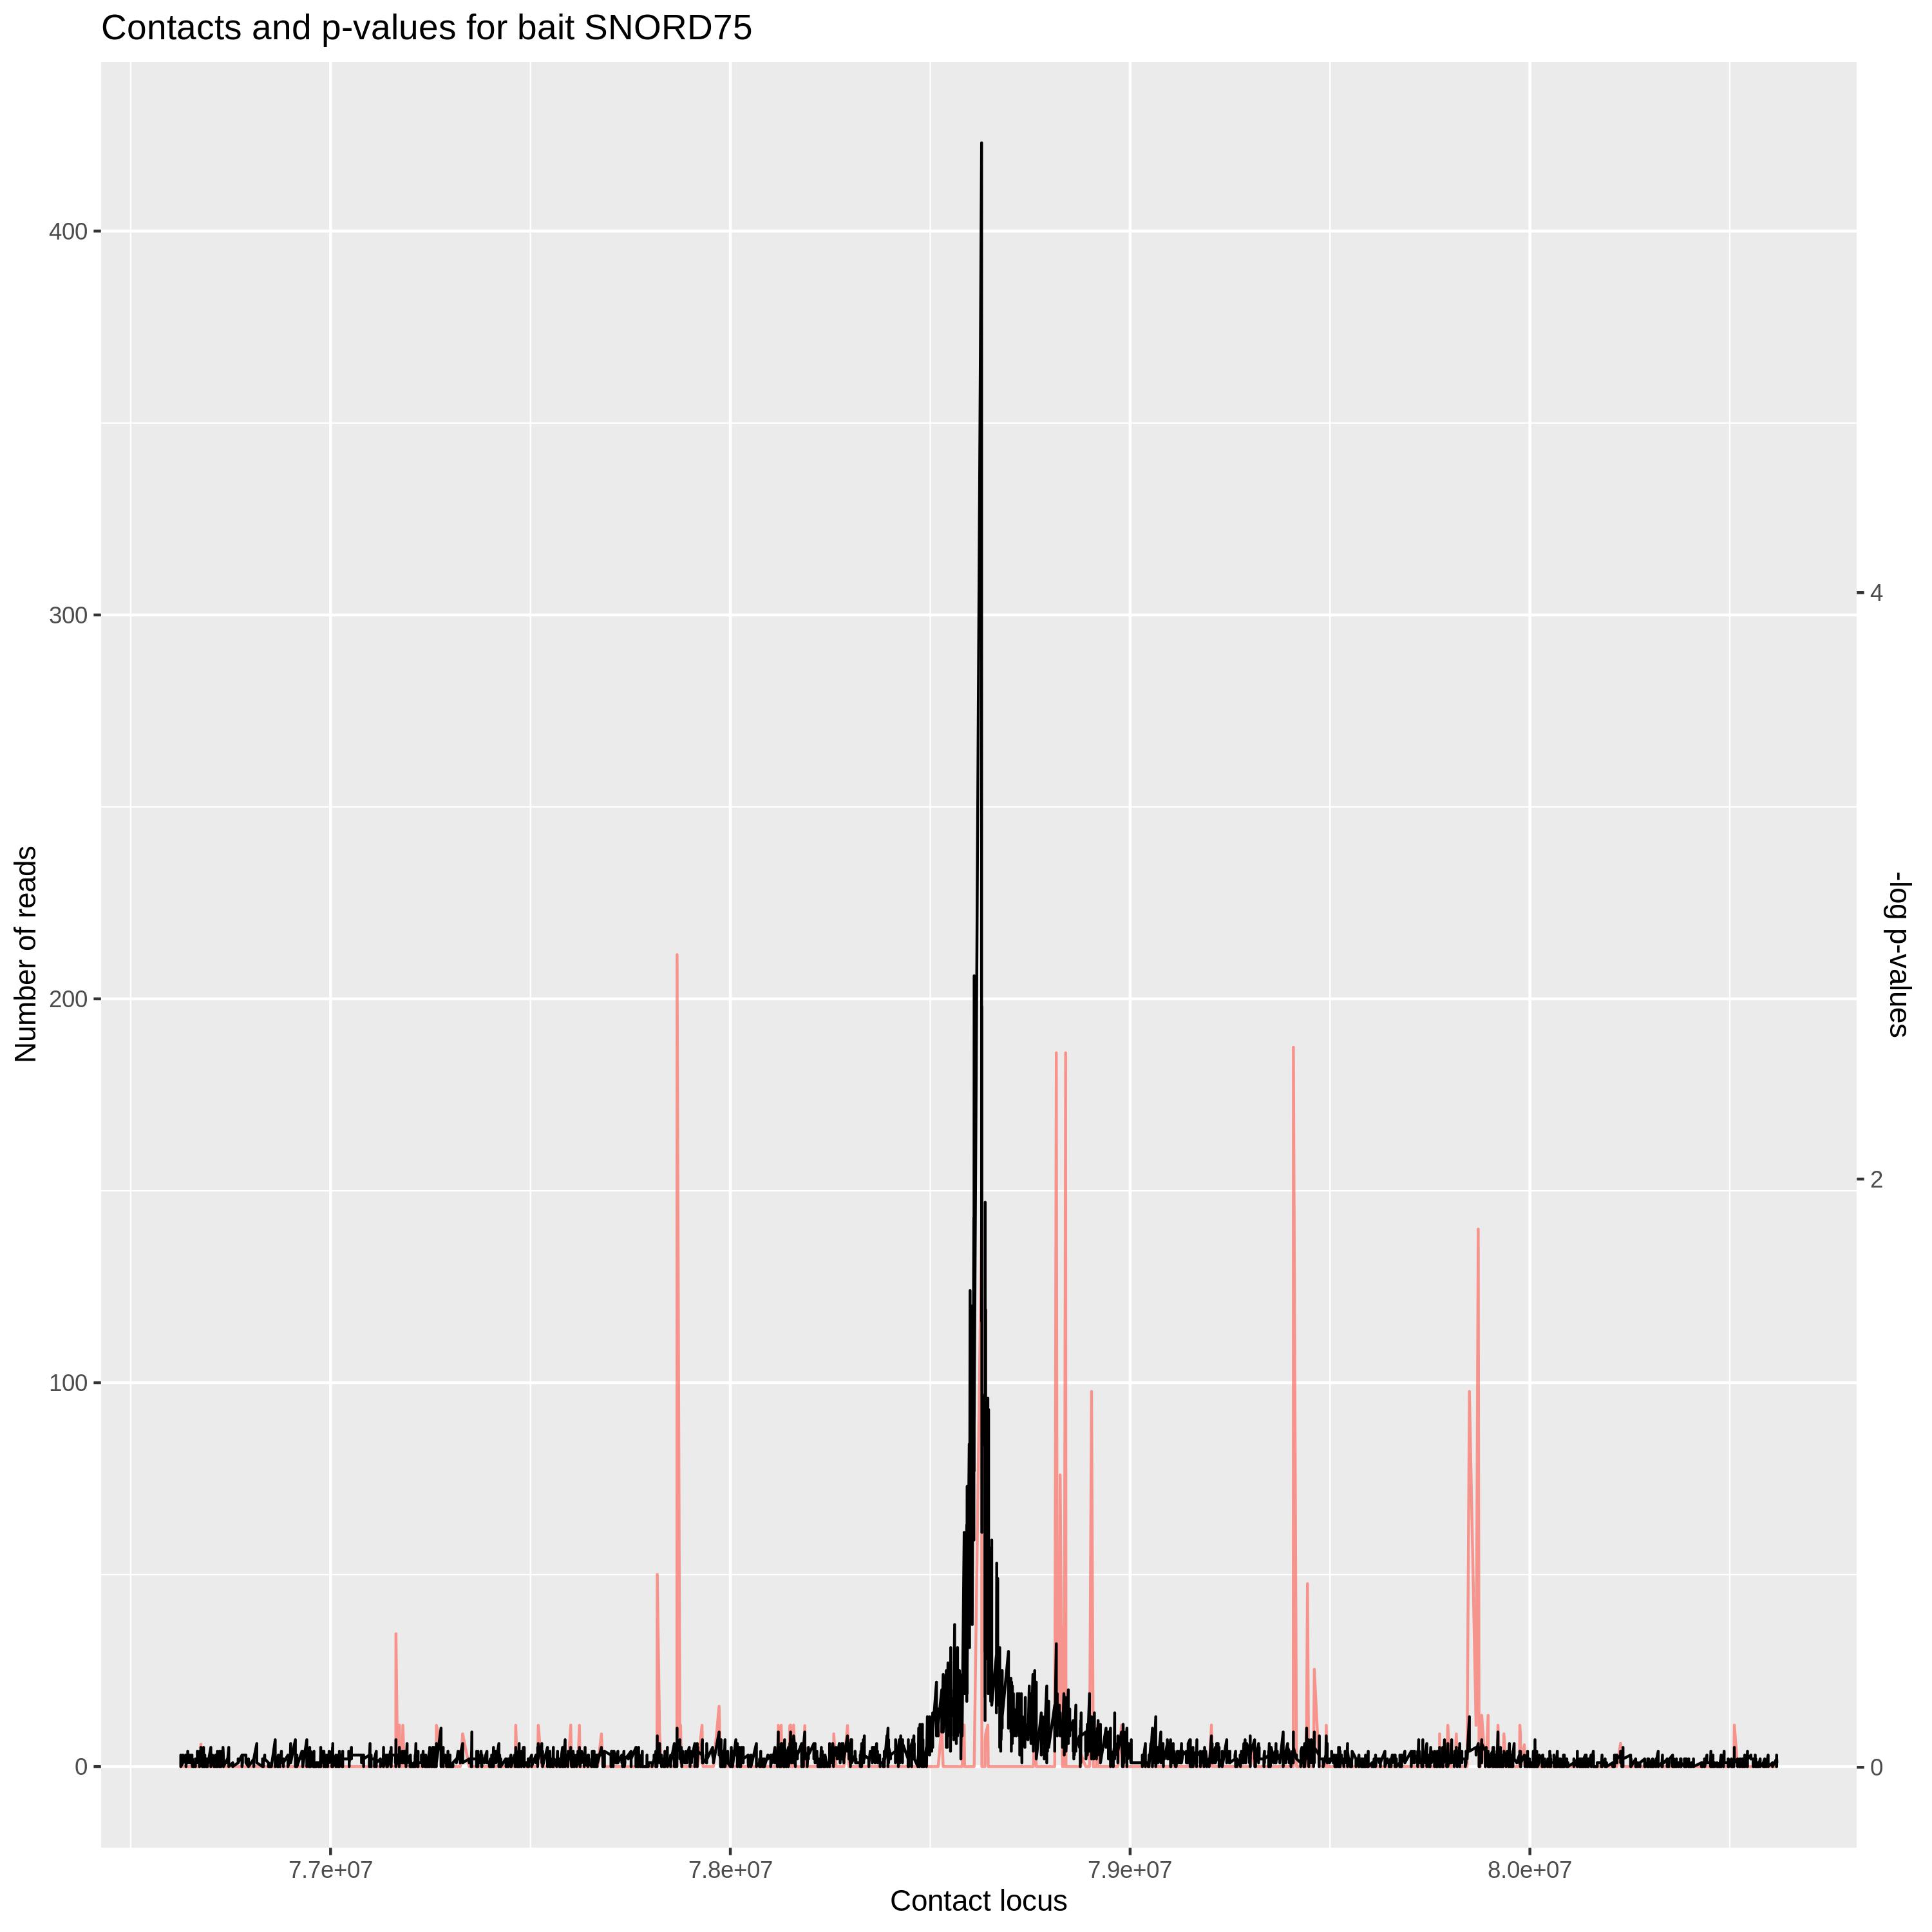 Contacts and p-values for bait SNORD75
400
300
200
100
0
4
2
0
Number of reads
-log p-values
7.7e+07 7.8e+07 7.9e+07 8.0e+07
Contact locus